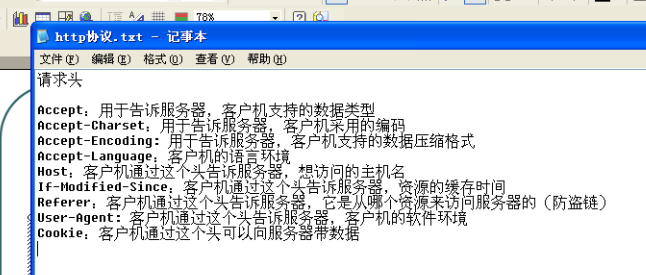 78%
http协议.txt - 记事本
文件(F) 编辑(E) 格式(O) 查看(V) 帮助(H)
请求头
Accept：用于告诉服务器，客户机支持的数据类型
Accept-Charset：用于告诉服务器，客户机采用的编码
Accept-Encoding：用于告诉服务器，客户机支持的数据压缩格式
Accept-Language：客户机的语言环境
Host：客户机通过这个头告诉服务器，想访问的主机名
If-Modified-Since：客户机通过这个头告诉服务器，资源的缓存时间
Referer：客户机通过这个头告诉服务器，它是从哪个资源来访问服务器的（防盗链）
User-Agent：客户机通过这个头告诉服务器，客户机的软件环境
Cookie：客户机通过这个头可以向服务器带数据